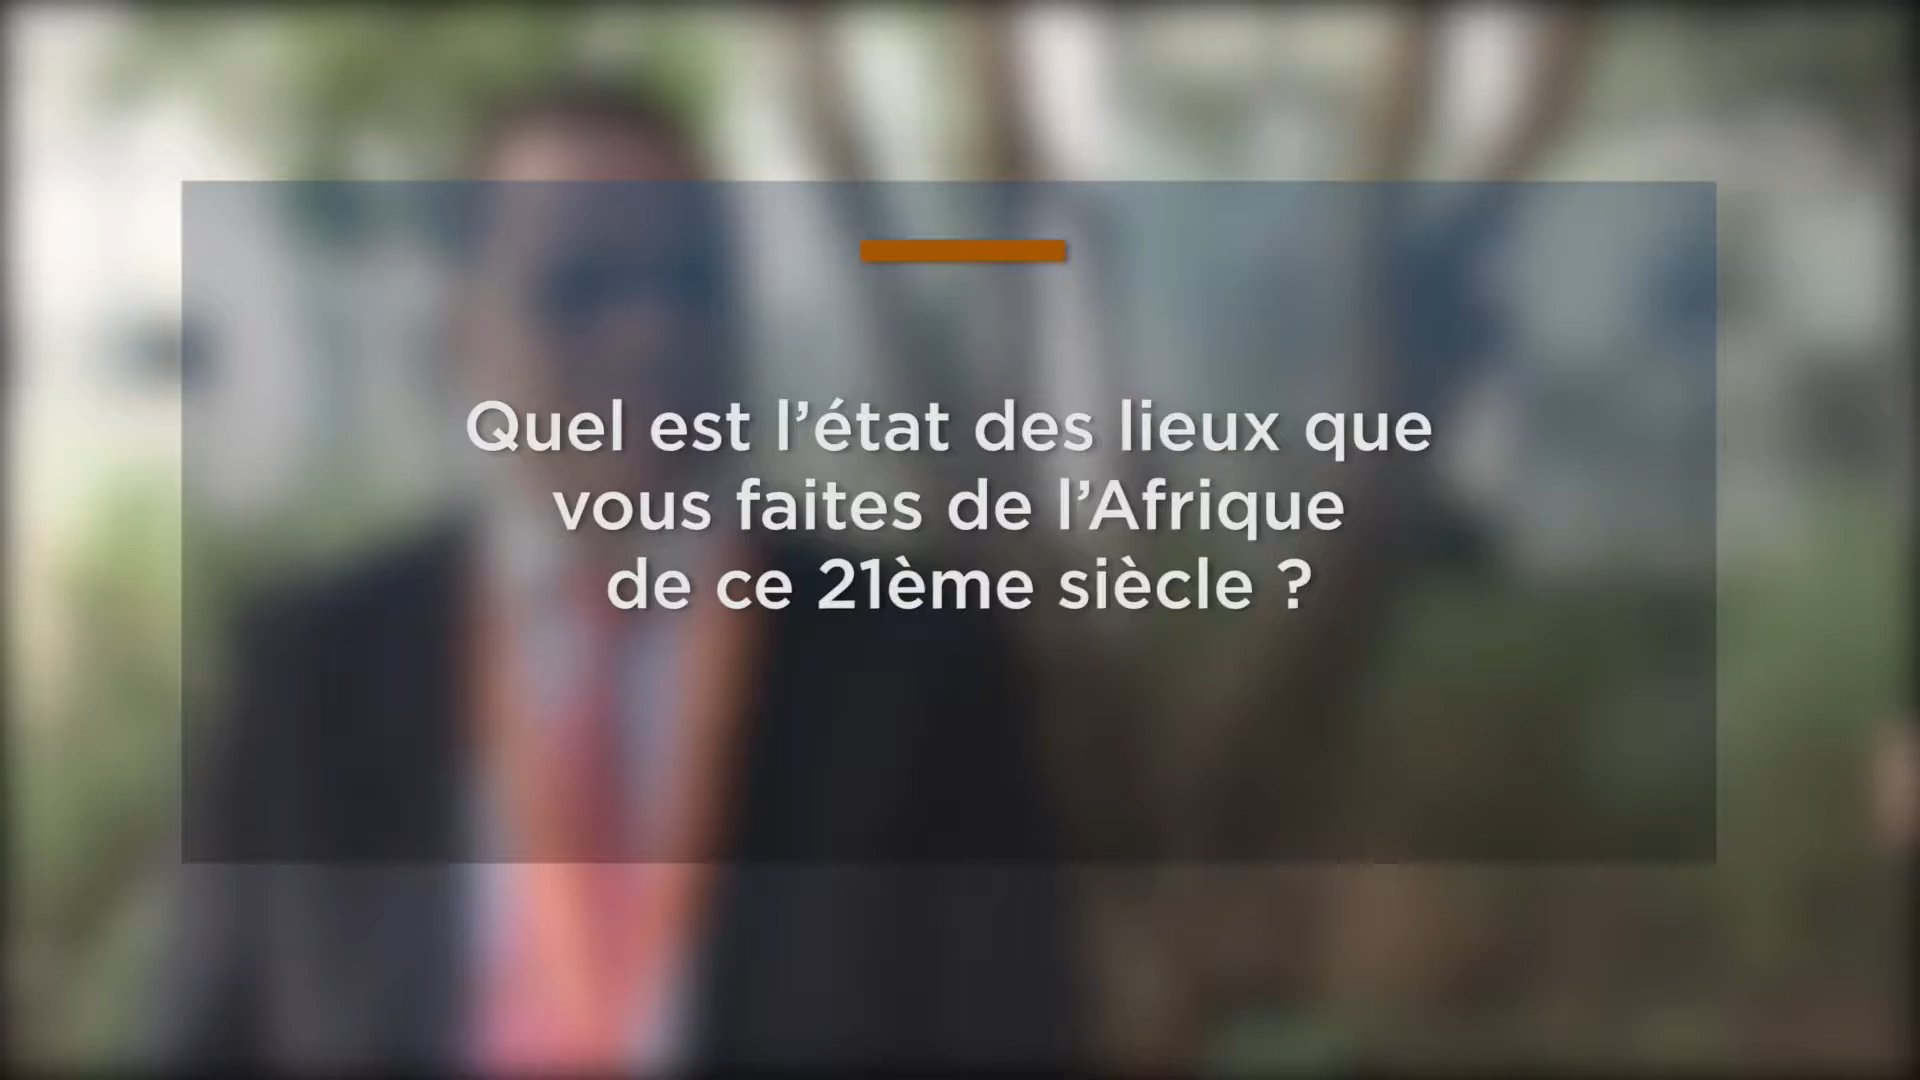 Quel est l’état des lieux que
vous faites de l’Afrique
de ce 21ème siècle ?